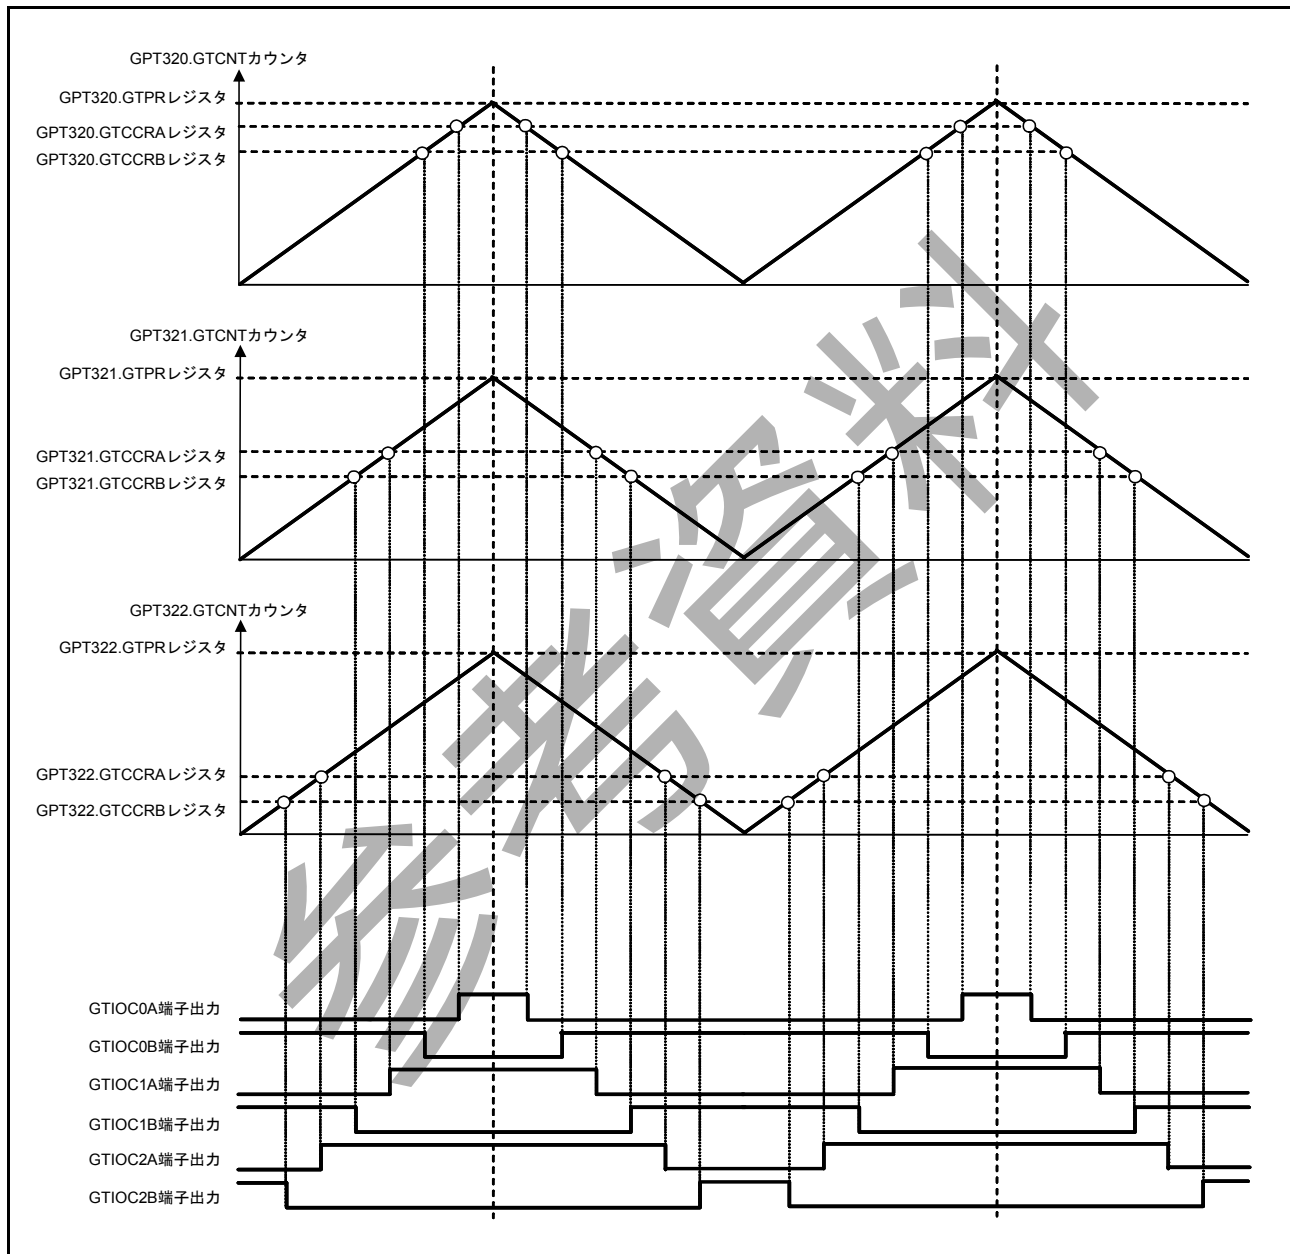 GPT320.GTCNTカウンタ
GPT320.GTPRレジスタ
GPT320.GTCCRAレジスタ
GPT320.GTCCRBレジスタ
GPT321.GTCNTカウンタ
GPT321.GTPRレジスタ
GPT321.GTCCRAレジスタ
GPT321.GTCCRBレジスタ
GPT322.GTCNTカウンタ
GPT322.GTPRレジスタ
GPT322.GTCCRAレジスタ
GPT322.GTCCRBレジスタ
GTIOC0A端子出力
GTIOC0B端子出力
GTIOC1A端子出力
GTIOC1B端子出力
GTIOC2A端子出力
GTIOC2B端子出力
参考資料